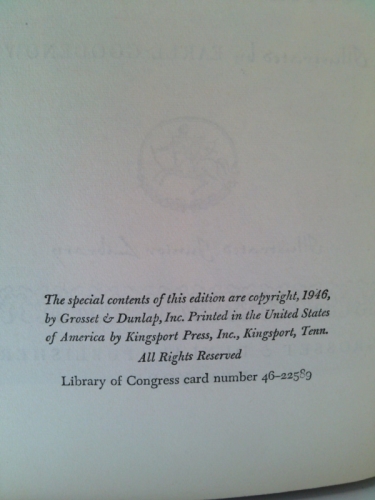 The special contents of this edition are copyright, 1946,
by Grosset & Dunlap, Inc. Printed in the United States
of America by Kingsport Press, Inc., Kingsport, Tenn.
All Rights Reserved
Library of Congress card number 46-22589